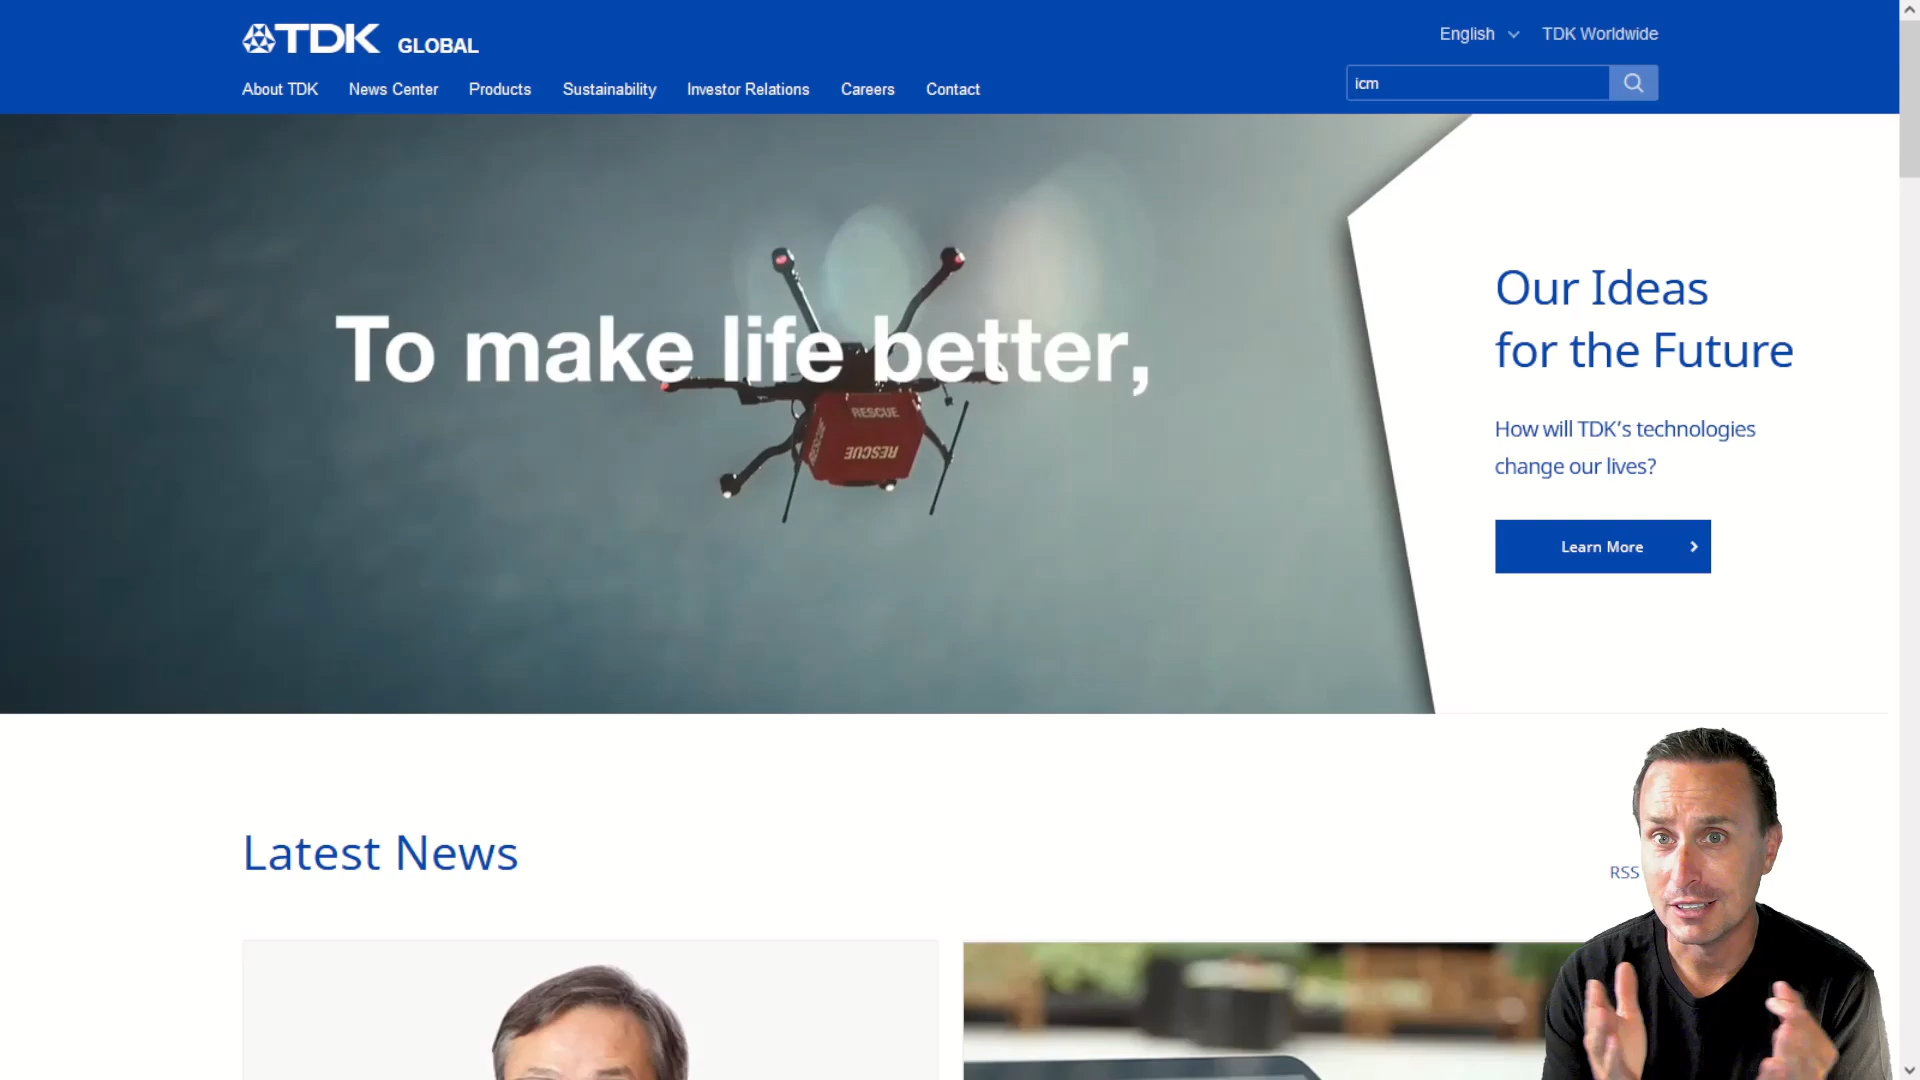 TDK GLOBAL
English
TDK Worldwide
About TDK
News Center
Products
Sustainability
Investor Relations
Careers
Contact
icm
To make life better,
RESCUE
RESCUE
Our Ideas
for the Future
How will TDK's technologies
change our lives?
Learn More
Latest News
RSS